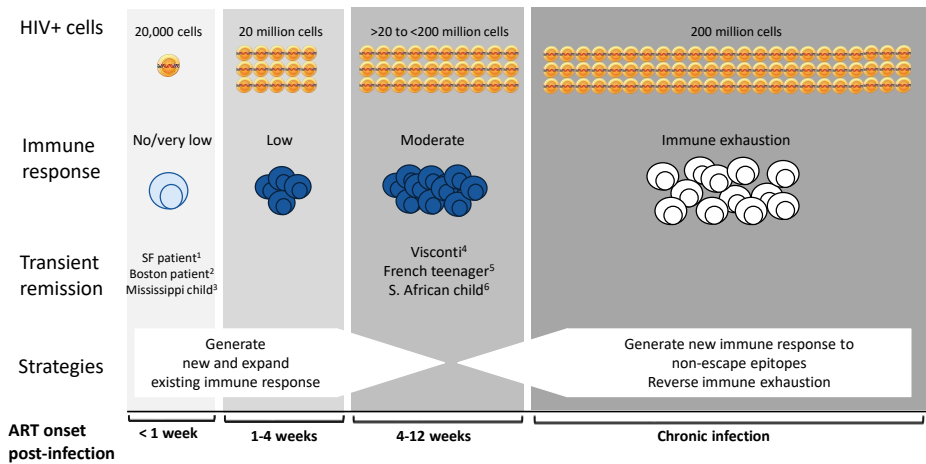 HIV+ cells
20,000 cells
20 million cells
>20 to <200 million cells
200 million cells
Immune
response
No/very low
Low
Moderate
Immune exhaustion
Transient
remission
SF patient¹
Boston patient²
Mississippi child³
Visconti⁴
French teenager⁵
S. African child⁶
Strategies
Generate
new and expand
existing immune response
Generate new immune response to
non-escape epitopes
Reverse immune exhaustion
ART onset
post-infection
< 1 week
1-4 weeks
4-12 weeks
Chronic infection